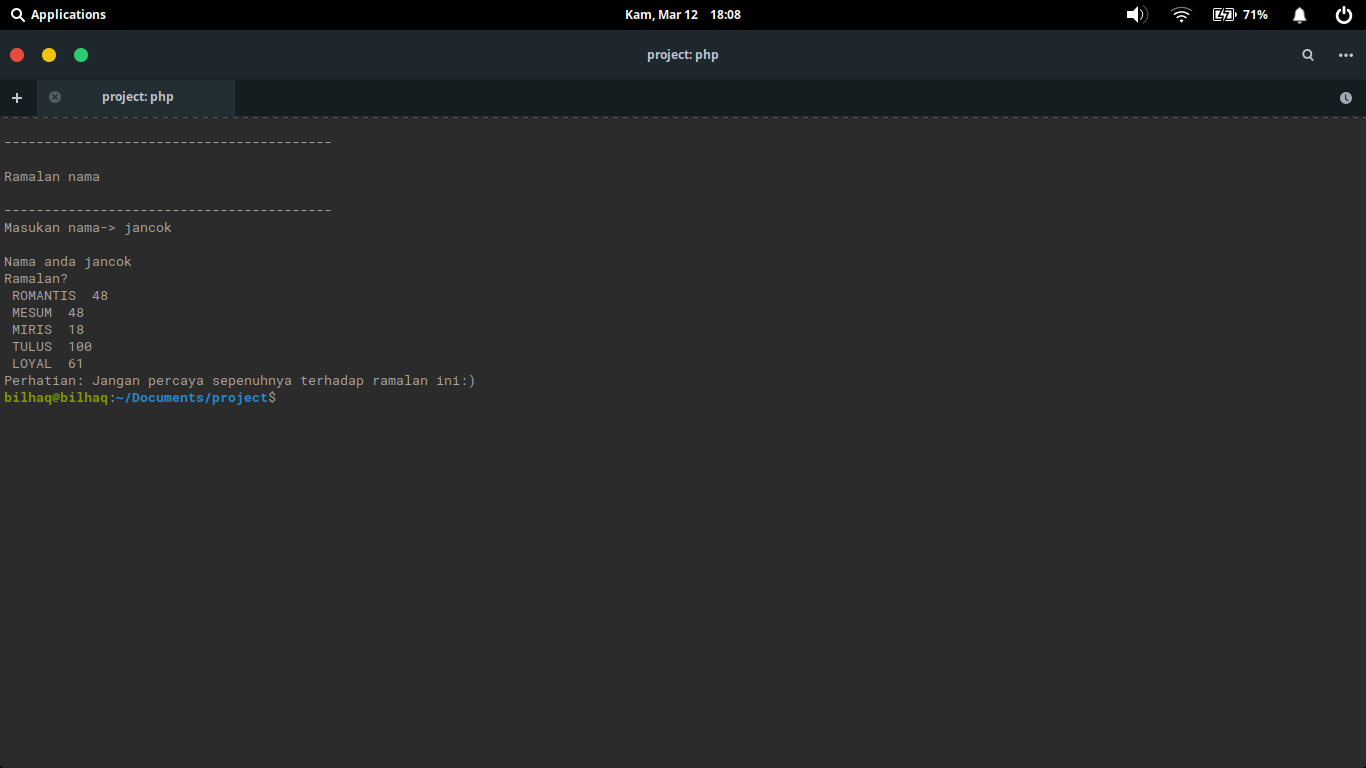 Applications
Kam, Mar 12 18:08
71%
project: php
project: php
-----------------------------------------
Ramalan nama
-----------------------------------------
Masukan nama-> jancok
Nama anda jancok
Ramalan?
ROMANTIS 48
MESUM 48
MIRIS 18
TULUS 100
LOYAL 61
Perhatian: Jangan percaya sepenuhnya terhadap ramalan ini:)
bilhaq@bilhaq:~/Documents/project$